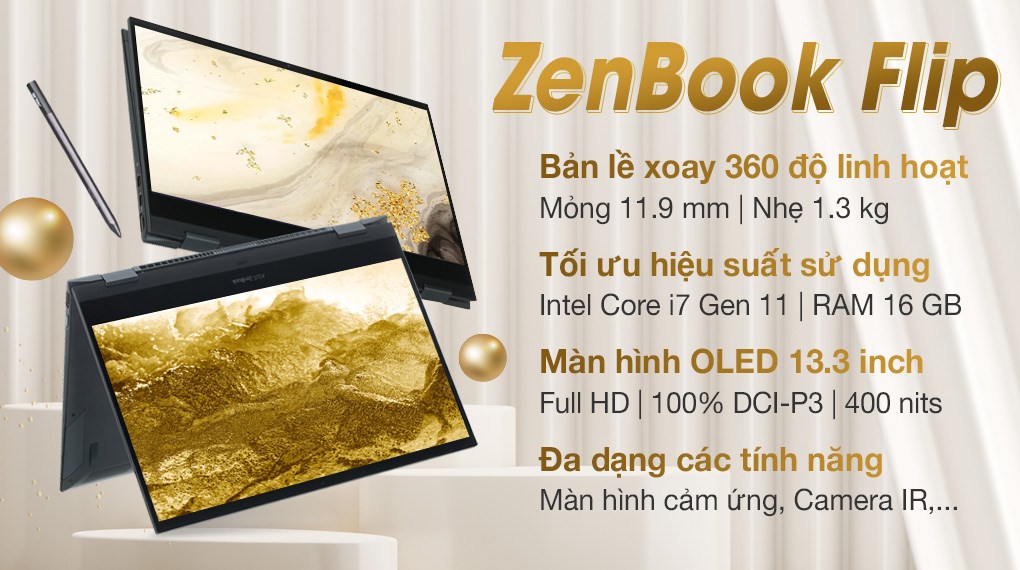 ZenBook Flip
Bản lề xoay 360 độ linh hoạt
Mỏng 11.9 mm | Nhẹ 1.3 kg
Tối ưu hiệu suất sử dụng
Intel Core i7 Gen 11 | RAM 16 GB
Màn hình OLED 13.3 inch
Full HD | 100% DCI-P3 | 400 nits
Đa dạng các tính năng
Màn hình cảm ứng, Camera IR,...